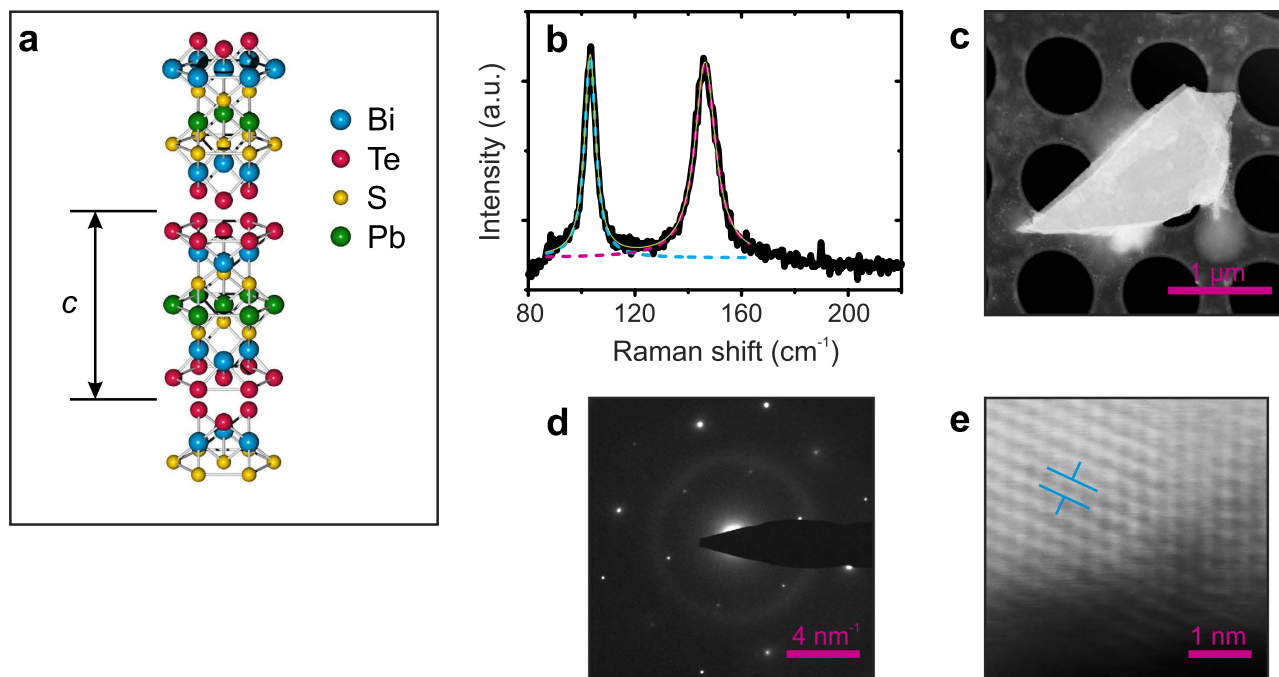 a
Bi
Te
S
Pb
c
b
Intensity (a.u.)
80
120
160
200
Raman shift (cm⁻¹)
c
1 μm
d
4 nm⁻¹
e
1 nm